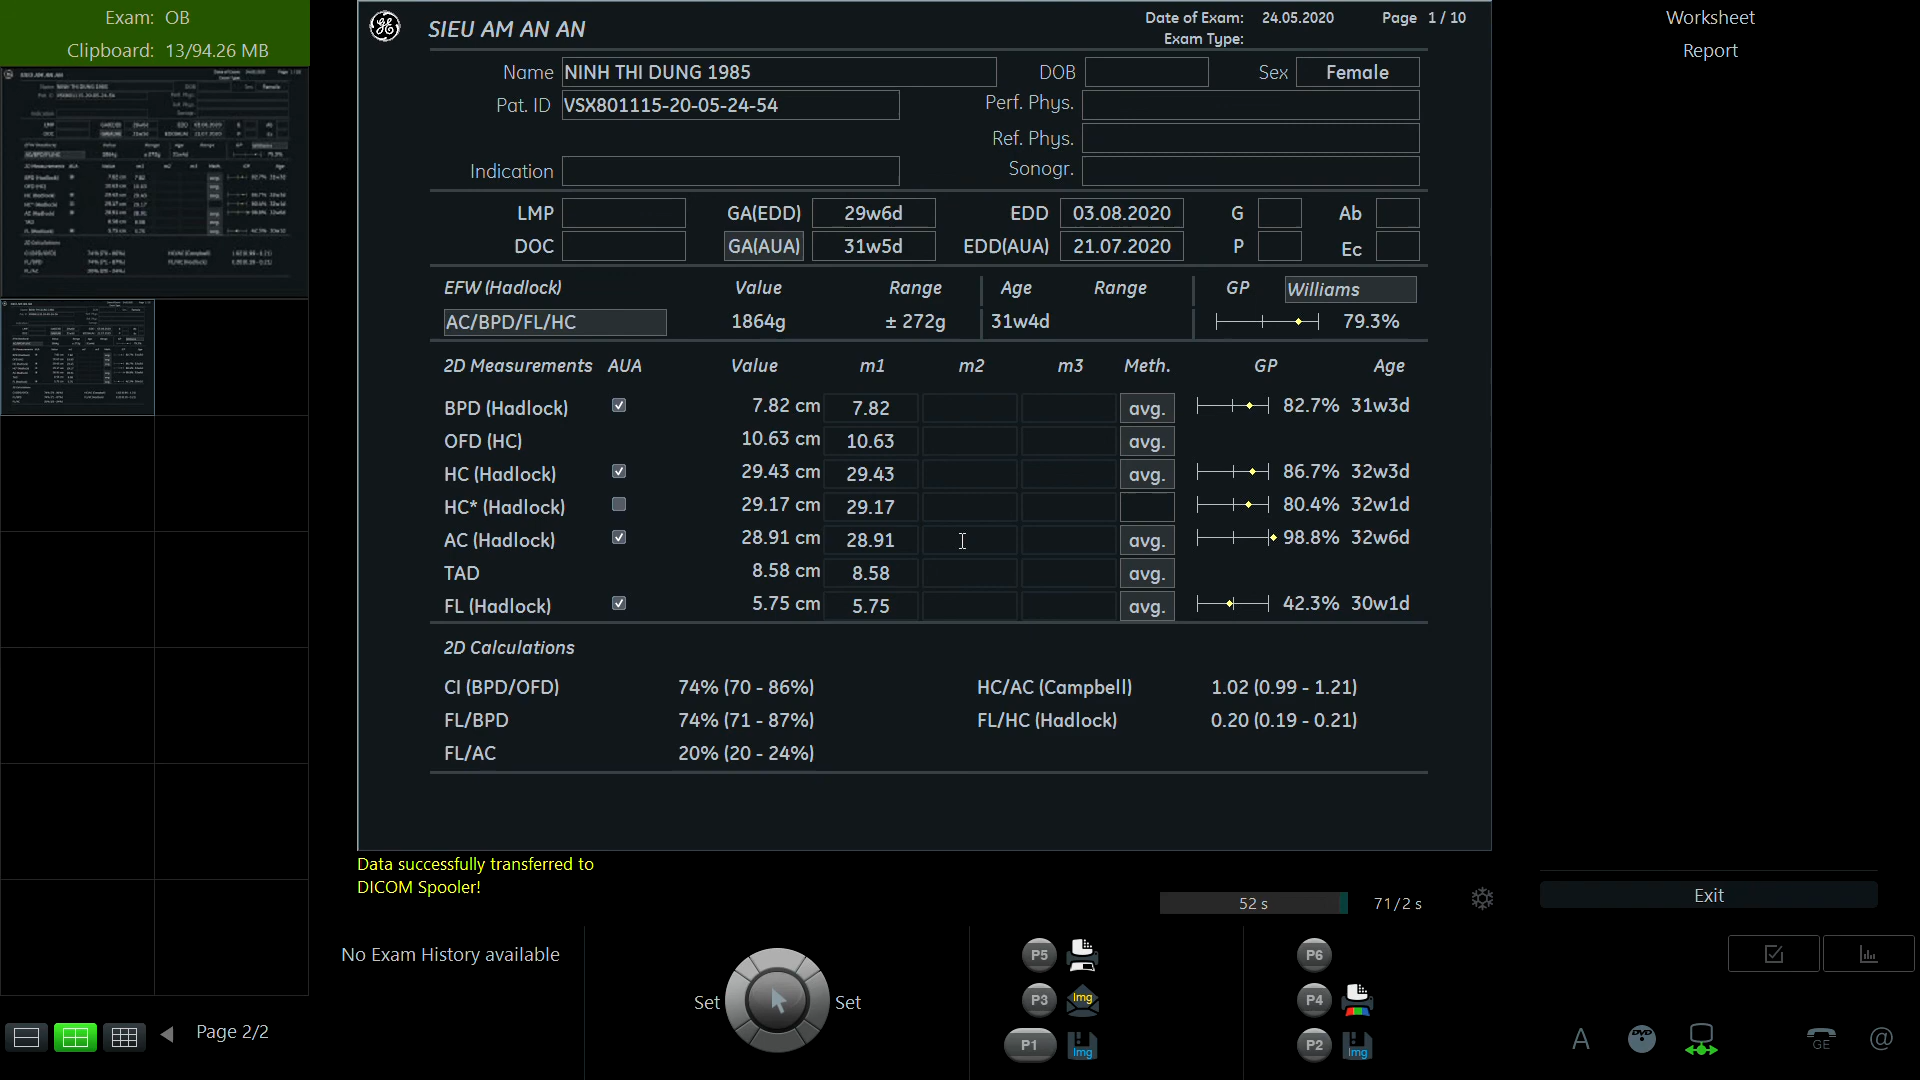 Exam: OB
Clipboard: 13/94.26 MB
SIEU AM AN AN
Date of Exam: 24.05.2020 Page 1 / 10
Exam Type:
Name NINH THI DUNG 1985 DOB Sex Female
Pat. ID VSX801115-20-05-24-54 Perf. Phys.
Ref. Phys.
Indication Sonogr.
LMP GA(EDD) 29w6d EDD 03.08.2020 G Ab
DOC GA(AUA) 31w5d EDD(AUA) 21.07.2020 P Ec
EFW (Hadlock) Value Range Age Range GP Williams
AC/BPD/FL/HC 1864g ± 272g 31w4d 79.3%
2D Measurements AUA Value m1 m2 m3 Meth. GP Age
BPD (Hadlock) 7.82 cm 7.82 avg. 82.7% 31w3d
OFD (HC) 10.63 cm 10.63 avg.
HC (Hadlock) 29.43 cm 29.43 avg. 86.7% 32w3d
HC* (Hadlock) 29.17 cm 29.17 80.4% 32w1d
AC (Hadlock) 28.91 cm 28.91 avg. 98.8% 32w6d
TAD 8.58 cm 8.58 avg.
FL (Hadlock) 5.75 cm 5.75 avg. 42.3% 30w1d
2D Calculations
CI (BPD/OFD) 74% (70 - 86%) HC/AC (Campbell) 1.02 (0.99 - 1.21)
FL/BPD 74% (71 - 87%) FL/HC (Hadlock) 0.20 (0.19 - 0.21)
FL/AC 20% (20 - 24%)
Data successfully transferred to
DICOM Spooler!
52 s 71/2 s
Worksheet
Report
Exit
No Exam History available
Set Set
P5 P6
P3 Img P4
P1 Img P2 Img
Page 2/2
A DVD GE @